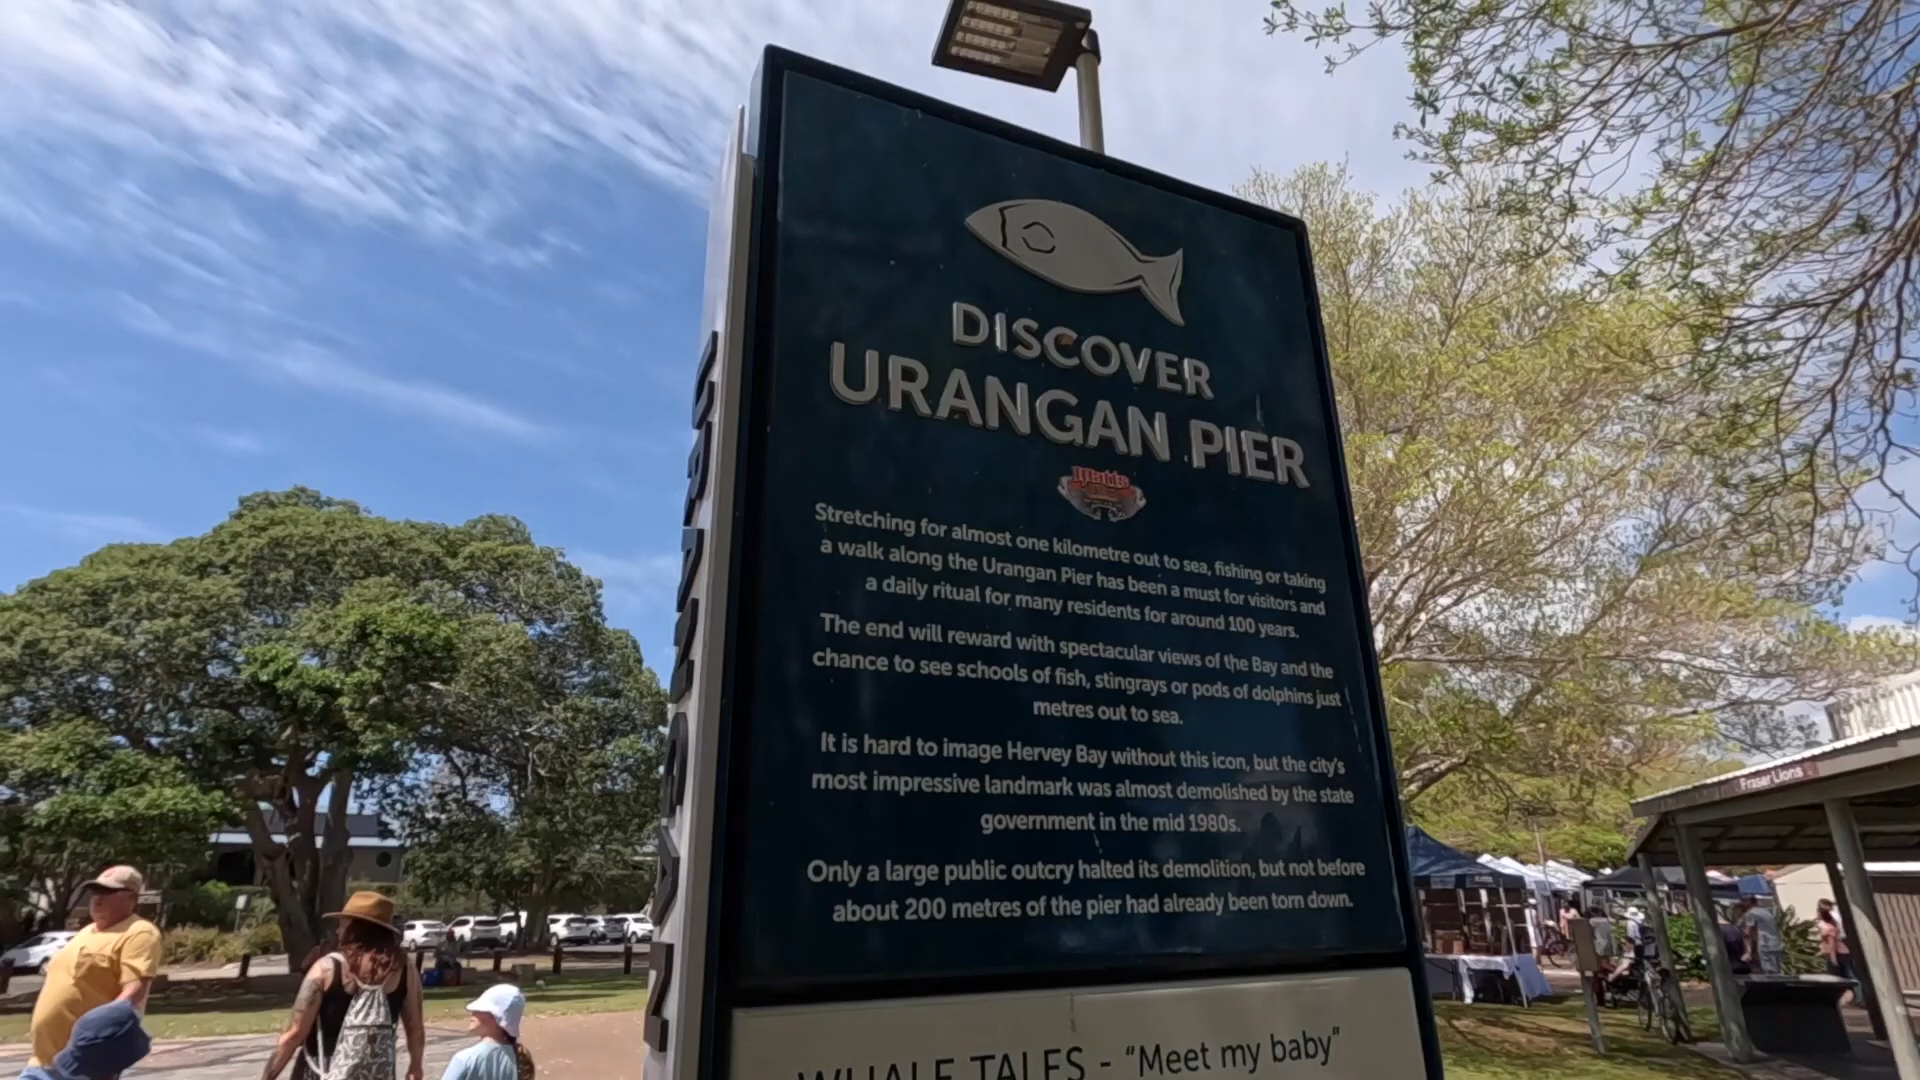 DISCOVER
URANGAN PIER
Stretching for almost one kilometre out to sea, fishing or taking
a walk along the Urangan Pier has been a must for visitors and
a daily ritual for many residents for around 100 years.
The end will reward with spectacular views of the Bay and the
chance to see schools of fish, stingrays or pods of dolphins just
metres out to sea.
It is hard to image Hervey Bay without this icon, but the city's
most impressive landmark was almost demolished by the state
government in the mid 1980s.
Only a large public outcry halted its demolition, but not before
about 200 metres of the pier had already been torn down.
WHALE TALES - "Meet my baby"
Fraser Lions